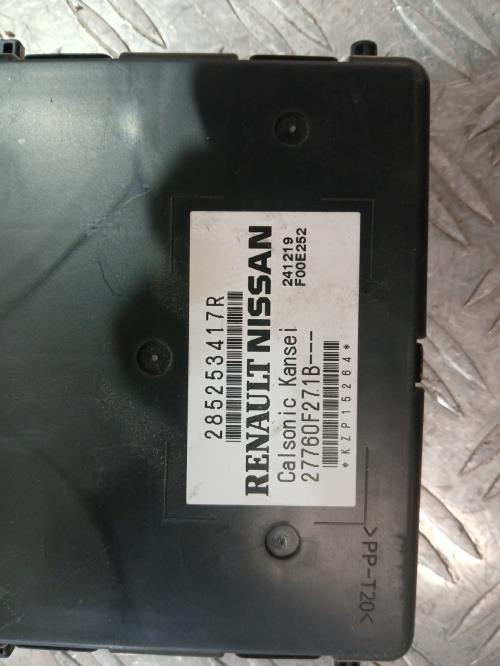 285253417R
RENAULT NISSAN
241219
F00E252
Calsonic Kansei
27760F271B---
*KZP15264*
>PP-T20<